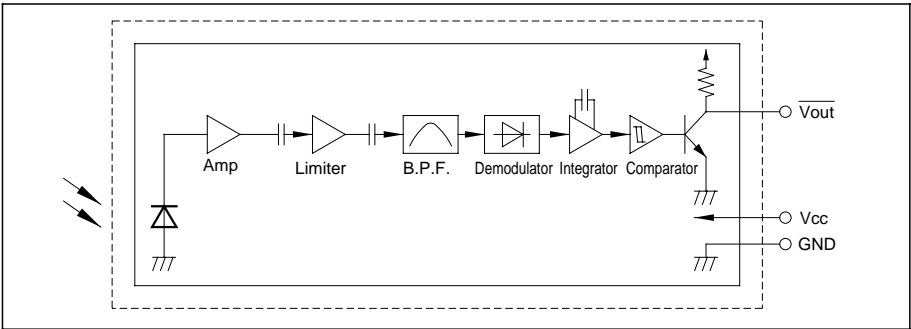 Amp
Limiter
B.P.F.
Demodulator
Integrator
Comparator
Vout
Vcc
GND